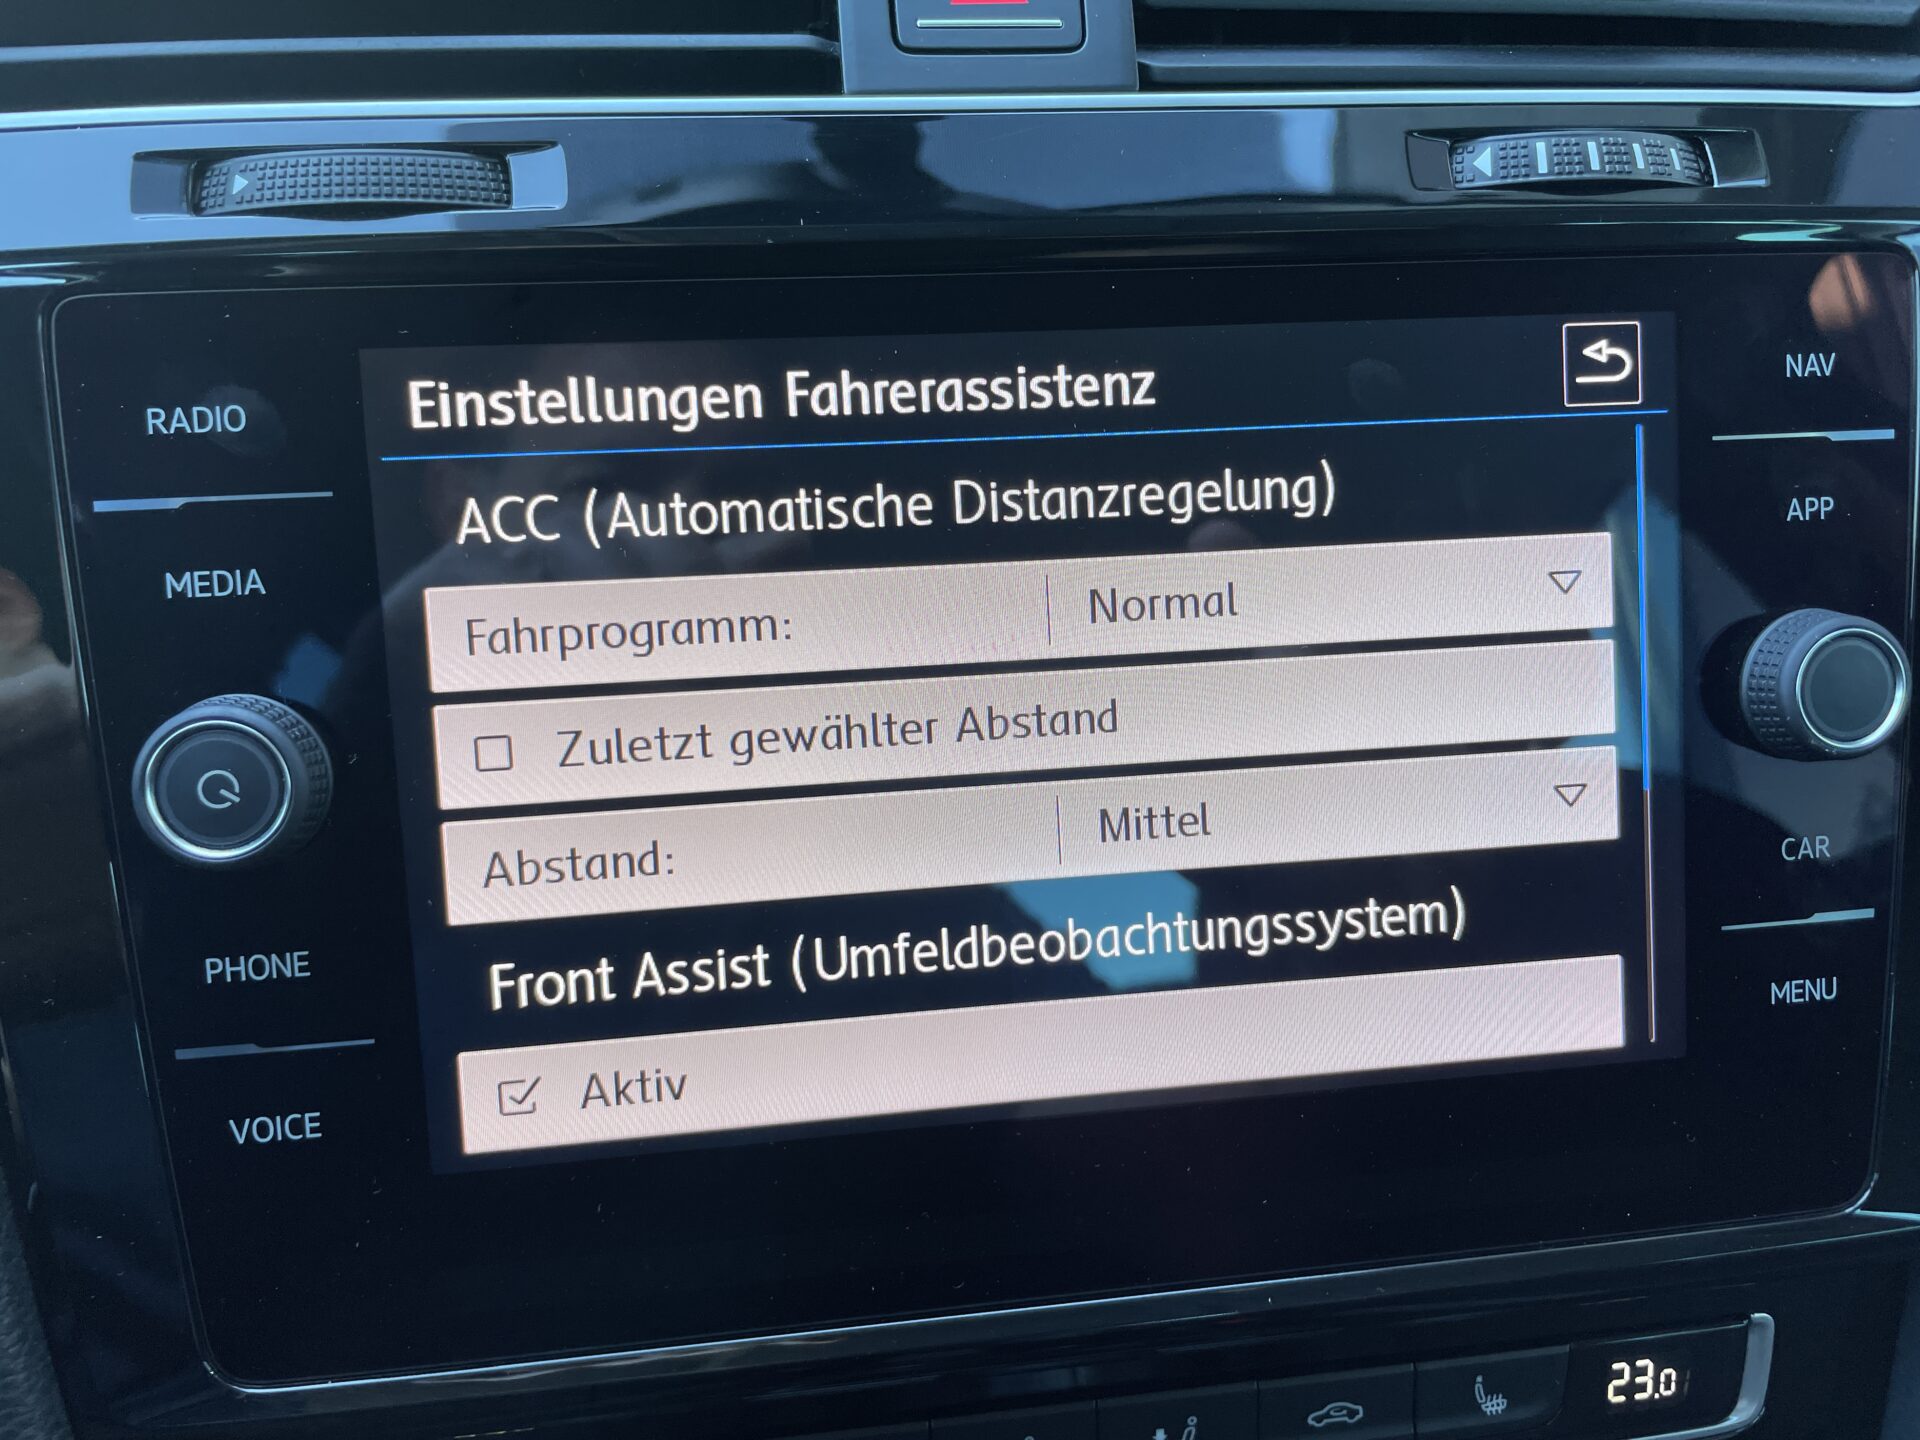 Einstellungen Fahrerassistenz
ACC (Automatische Distanzregelung)
Fahrprogramm: Normal
Zuletzt gewählter Abstand
Abstand: Mittel
Front Assist (Umfeldbeobachtungssystem)
Aktiv
RADIO
MEDIA
PHONE
VOICE
NAV
APP
CAR
MENU
23.0